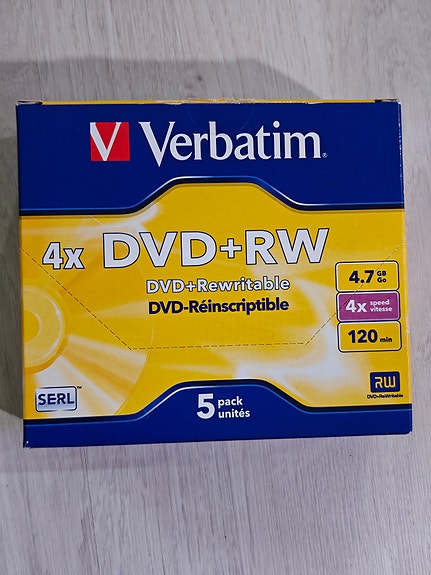 V Verbatim®
4x DVD+RW
DVD+Rewritable
DVD-Réinscriptible
4.7 GB Go
4x speed vitesse
120 min
SERL™
5 pack unités
RW
DVD+ReWritable